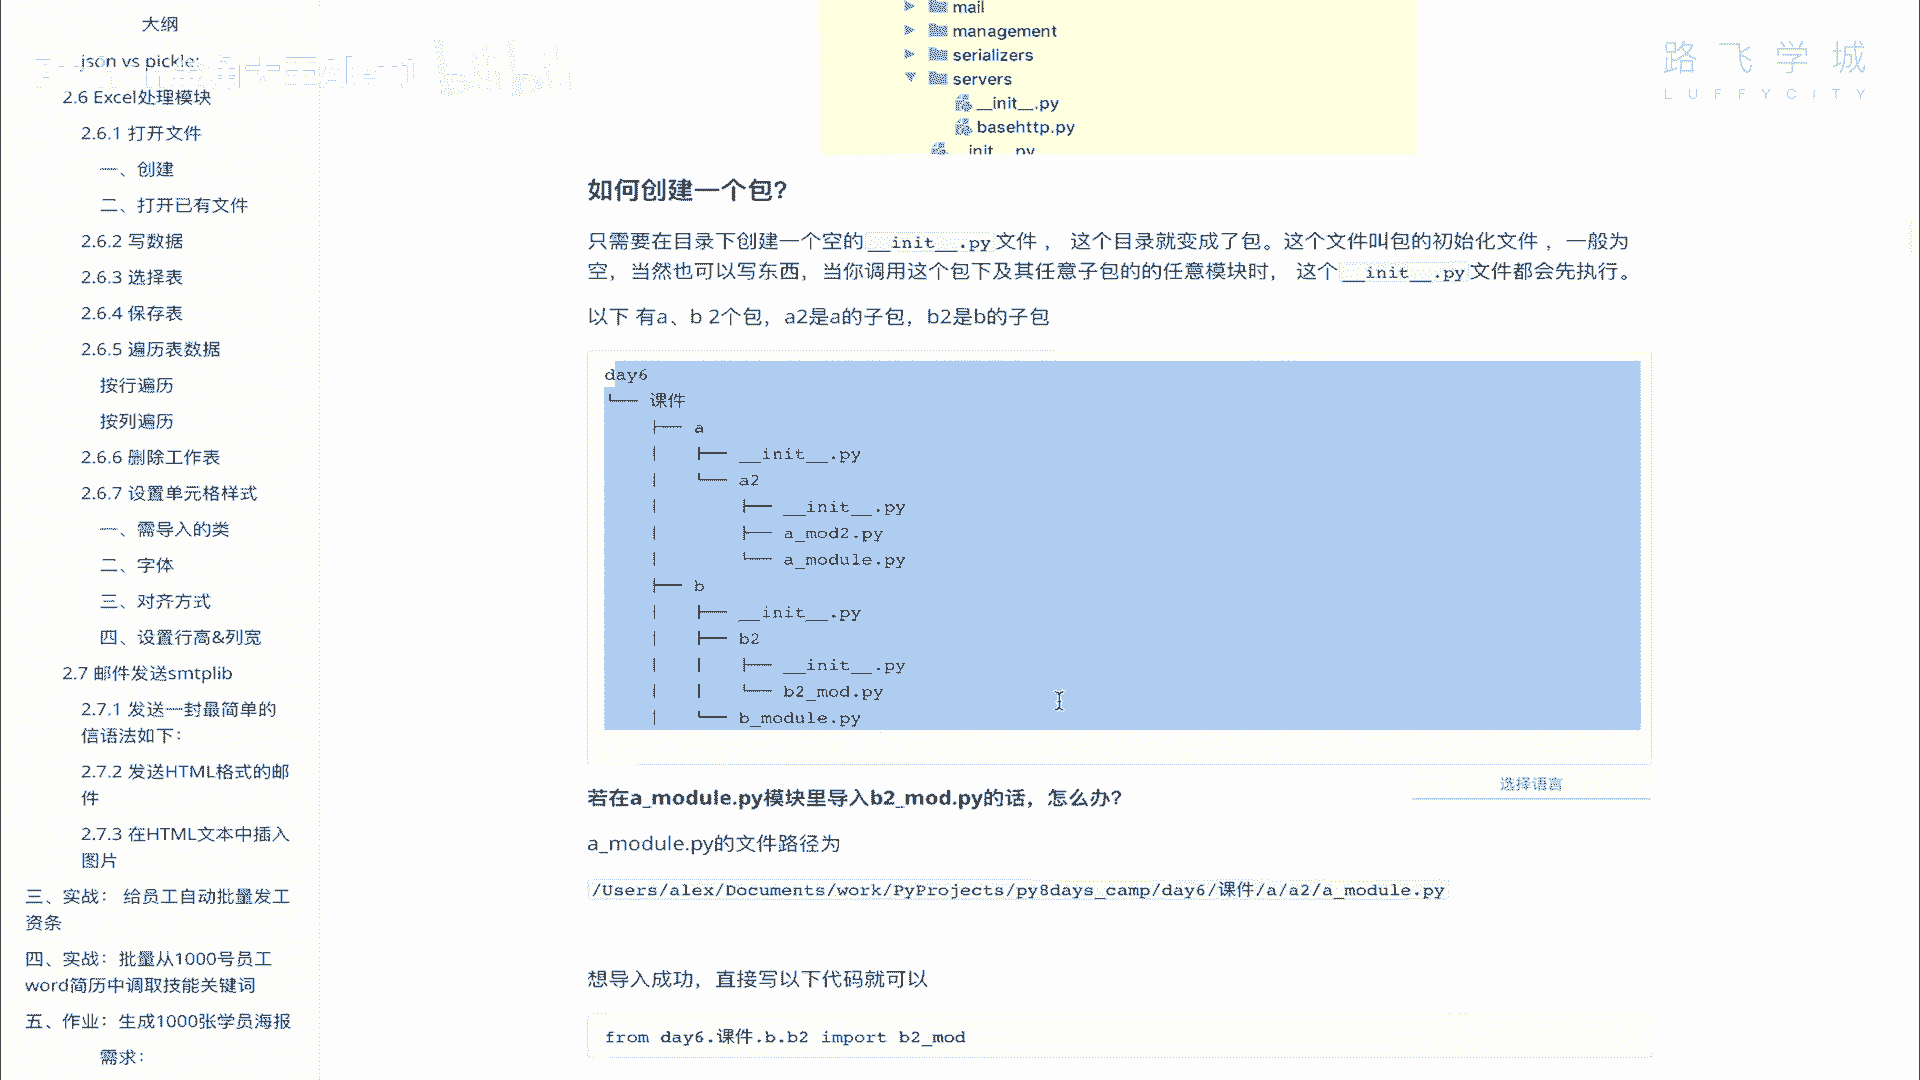 大纲
json vs pickle:
2.6 Excel处理模块
2.6.1 打开文件
一、创建
二、打开已有文件
2.6.2 写数据
2.6.3 选择表
2.6.4 保存表
2.6.5 遍历表数据
按行遍历
按列遍历
2.6.6 删除工作表
2.6.7 设置单元格样式
一、需导入的类
二、字体
三、对齐方式
四、设置行高&列宽
2.7 邮件发送smtplib
2.7.1 发送一封最简单的
信语法如下：
2.7.2 发送HTML格式的邮
件
2.7.3 在HTML文本中插入
图片
三、实战： 给员工自动批量发工
资条
四、实战：批量从1000号员工
word简历中调取技能关键词
五、作业：生成1000张学员海报
需求：
mail
management
serializers
servers
__init__.py
basehttp.py
__init__.py
路飞学城
LUFFYCITY
如何创建一个包?
只需要在目录下创建一个空的__init__.py文件 ， 这个目录就变成了包。这个文件叫包的初始化文件 ，一般为
空，当然也可以写东西，当你调用这个包下及其任意子包的的任意模块时， 这个__init__.py文件都会先执行。
以下 有a、b 2个包，a2是a的子包，b2是b的子包
day6
└── 课件
├── a
│   ├── __init__.py
│   └── a2
│       ├── __init__.py
│       ├── a_mod2.py
│       └── a_module.py
├── b
│   ├── __init__.py
│   ├── b2
│   │   ├── __init__.py
│   │   └── b2_mod.py
│   └── b_module.py
选择语言
若在a_module.py模块里导入b2_mod.py的话，怎么办?
a_module.py的文件路径为
/Users/alex/Documents/work/PyProjects/py8days_camp/day6/课件/a/a2/a_module.py
想导入成功，直接写以下代码就可以
from day6.课件.b.b2 import b2_mod